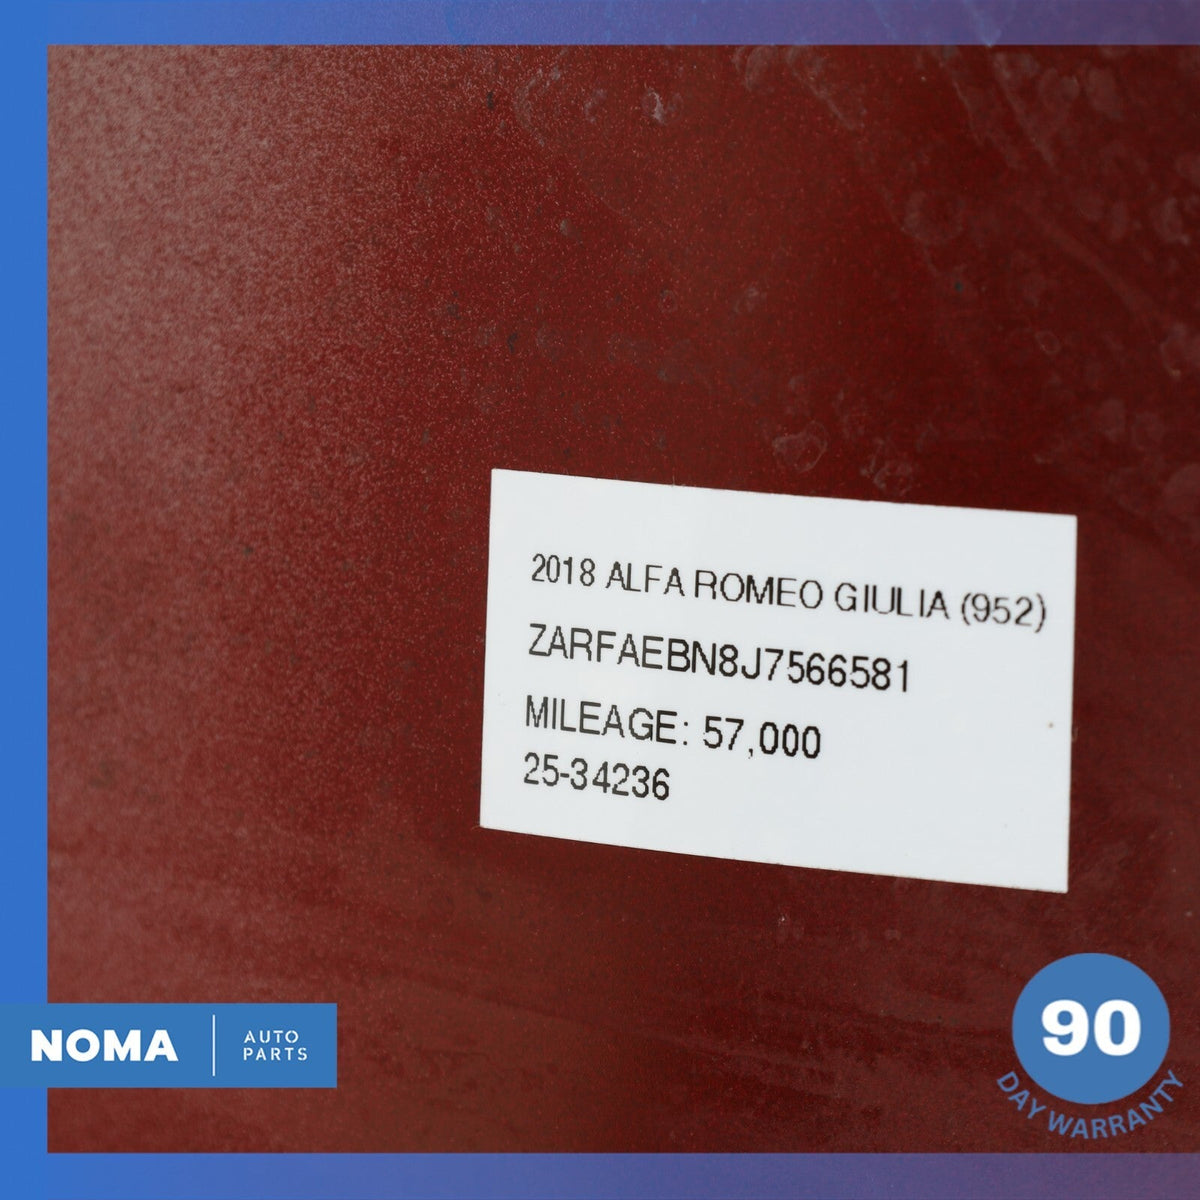 2018 ALFA ROMEO GIULIA (952)
ZARFAEBN8J7566581
MILEAGE: 57,000
25-34236
NOMA
AUTO
PARTS
90
DAY WARRANTY